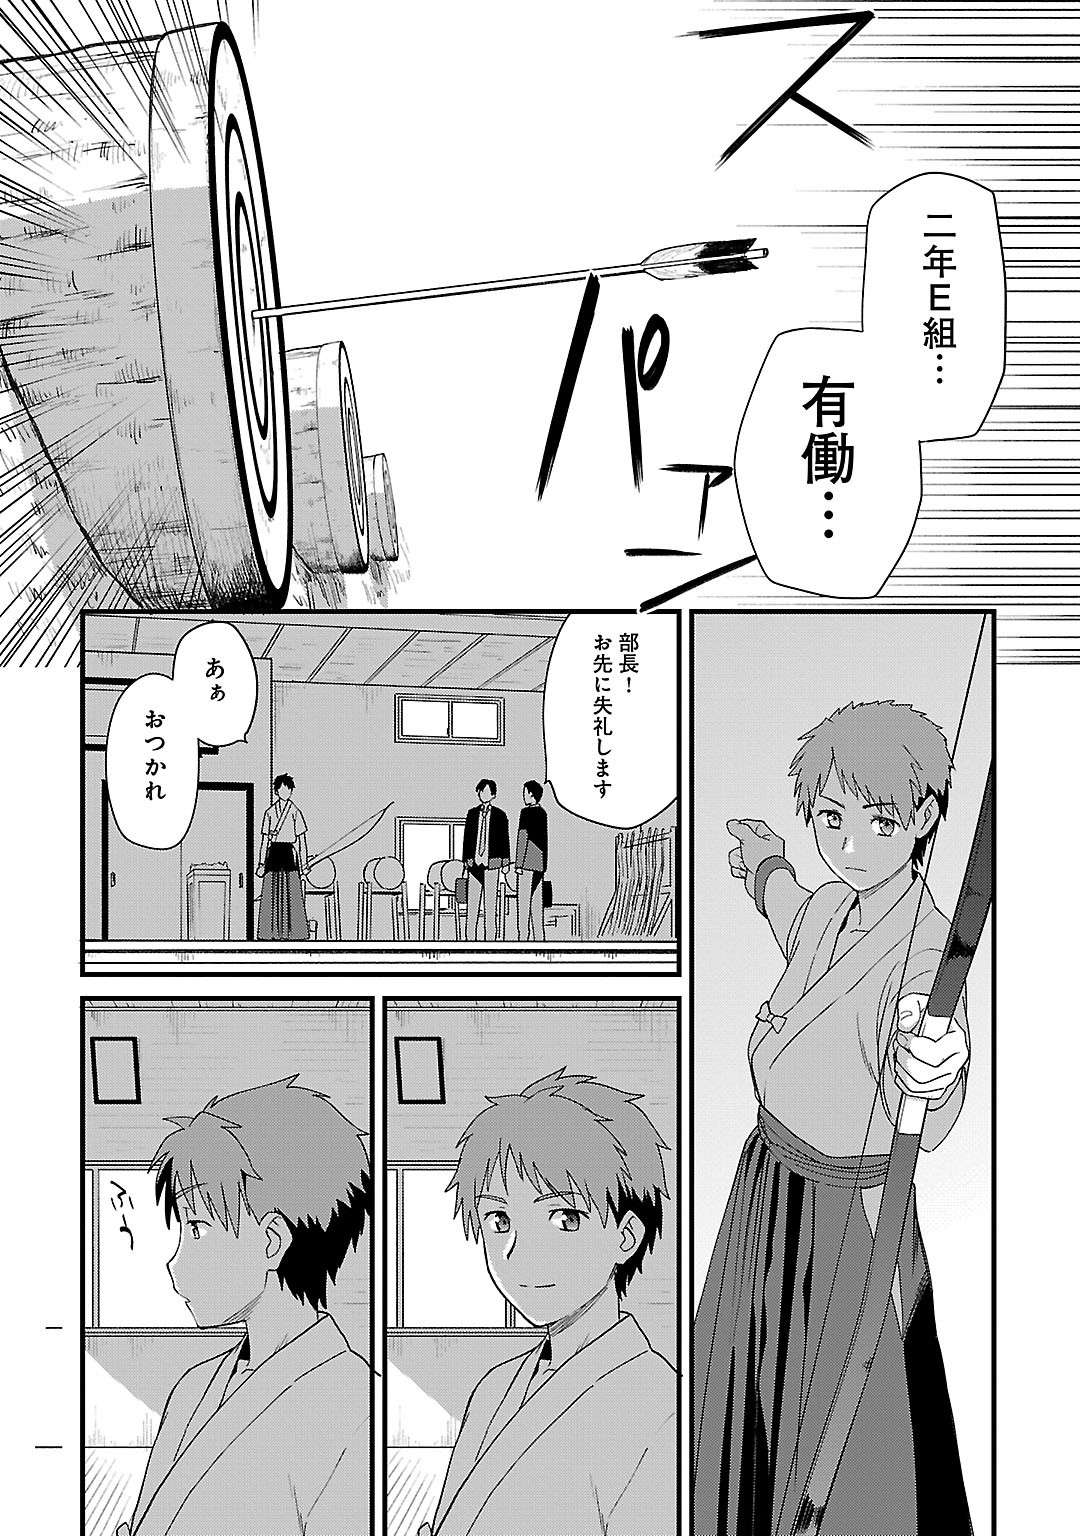 スパァン
二年E組…
有働…
部長！
お先に失礼します
あぁ
おつかれ
ふぅ